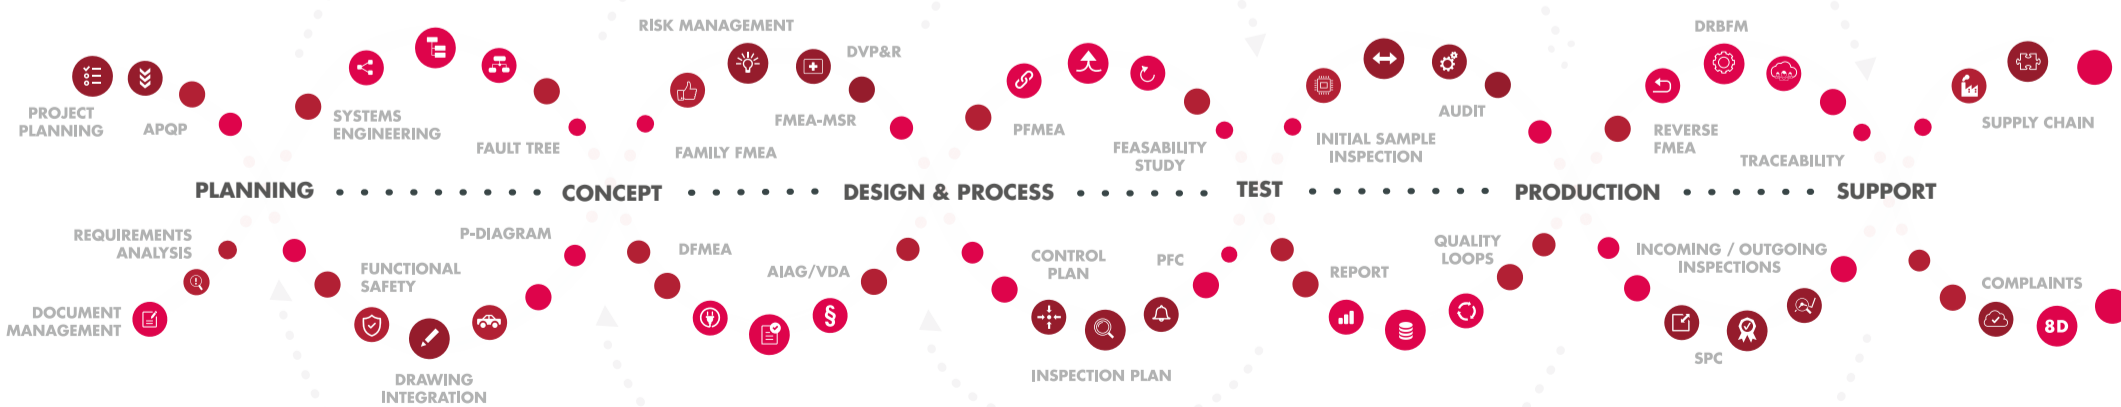 PROJECT
PLANNING
APQP
SYSTEMS
ENGINEERING
FAULT TREE
RISK MANAGEMENT
FAMILY FMEA
DVP&R
FMEA-MSR
PFMEA
FEASABILITY
STUDY
INITIAL SAMPLE
INSPECTION
AUDIT
DRBFM
REVERSE
FMEA
TRACEABILITY
SUPPLY CHAIN
PLANNING
CONCEPT
DESIGN & PROCESS
TEST
PRODUCTION
SUPPORT
REQUIREMENTS
ANALYSIS
DOCUMENT
MANAGEMENT
FUNCTIONAL
SAFETY
P-DIAGRAM
DRAWING
INTEGRATION
DFMEA
AIAG/VDA
§
CONTROL
PLAN
PFC
INSPECTION PLAN
REPORT
QUALITY
LOOPS
INCOMING / OUTGOING
INSPECTIONS
SPC
COMPLAINTS
8D